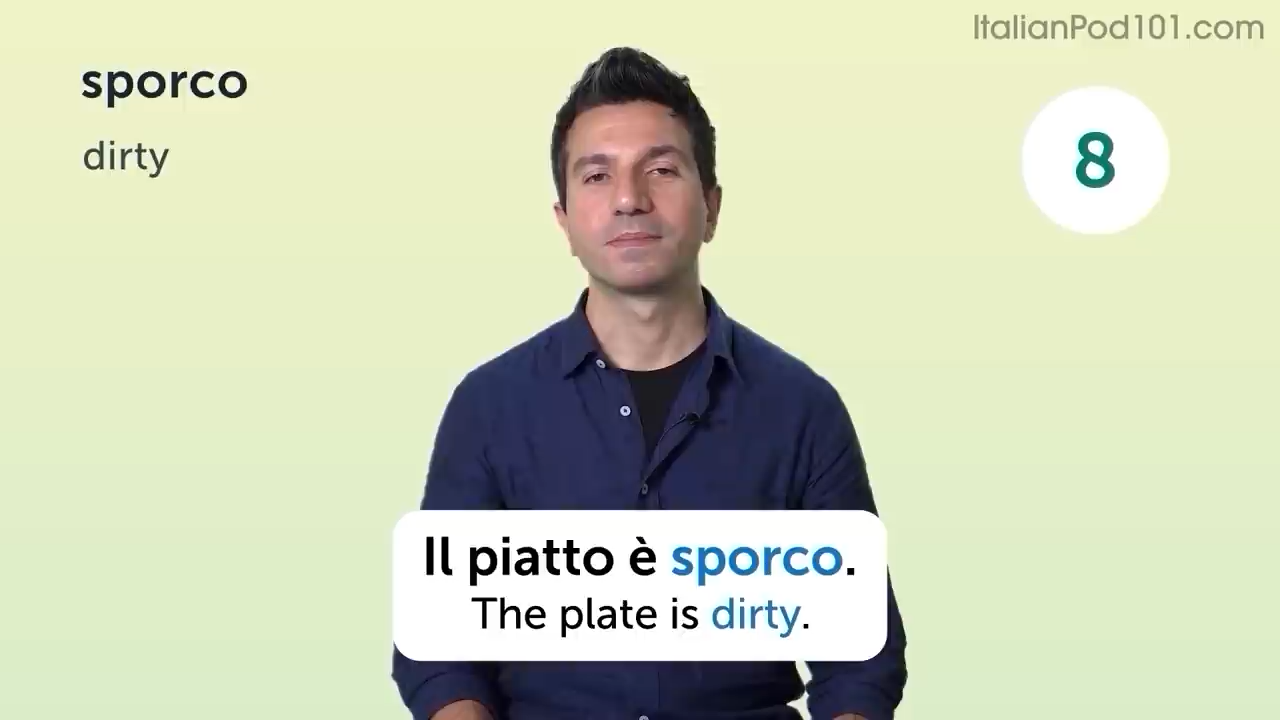 ItalianPod101.com
sporco
dirty
8
Il piatto è sporco.
The plate is dirty.